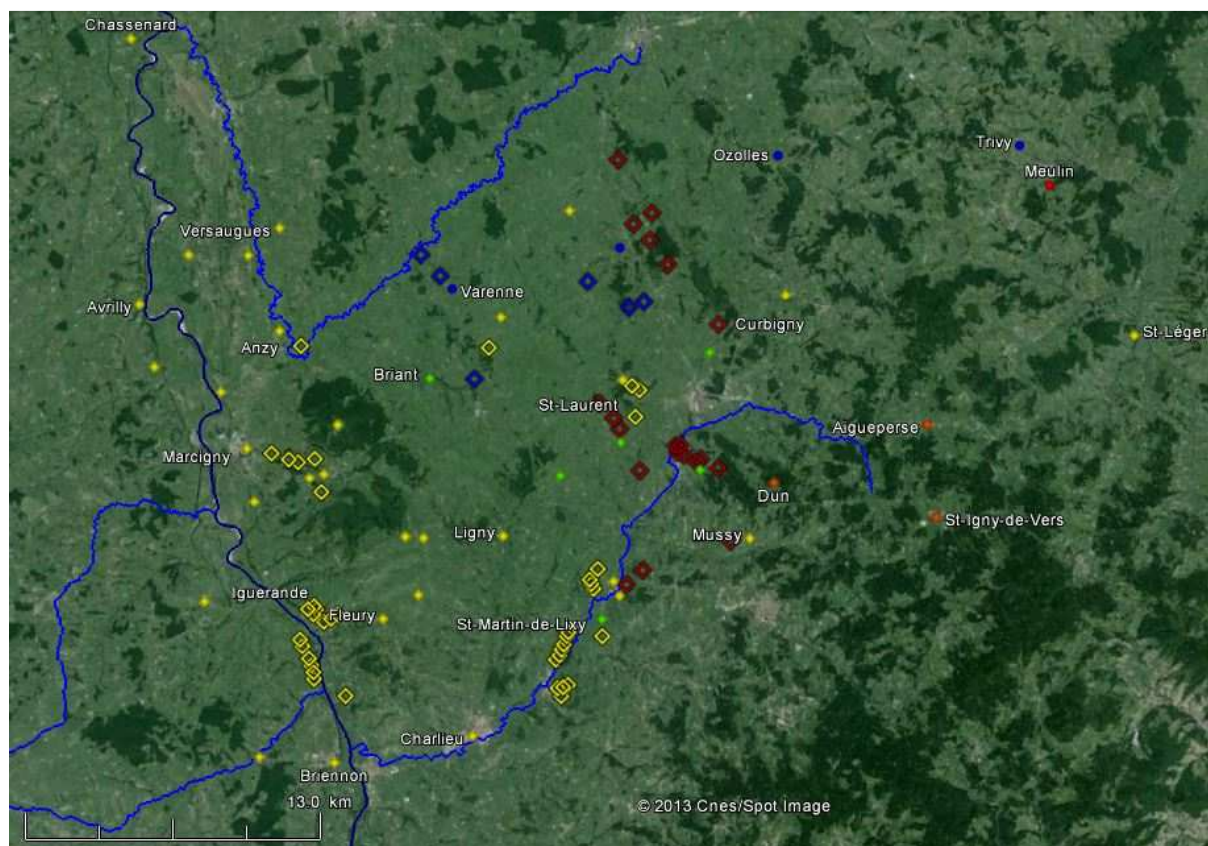 Chassenard
Ozolles
Trivy
Meulin
Versaugues
Varenne
Avrilly
Curbigny
St-Léger
Anzy
Briant
St-Laurent
Aigueperse
Marcigny
Dun
St-Igny-de-Vers
Ligny
Mussy
Iguerande
Fleury
St-Martin-de-Lixy
Charlieu
Briennon
13.0 km
© 2013 Cnes/Spot Image